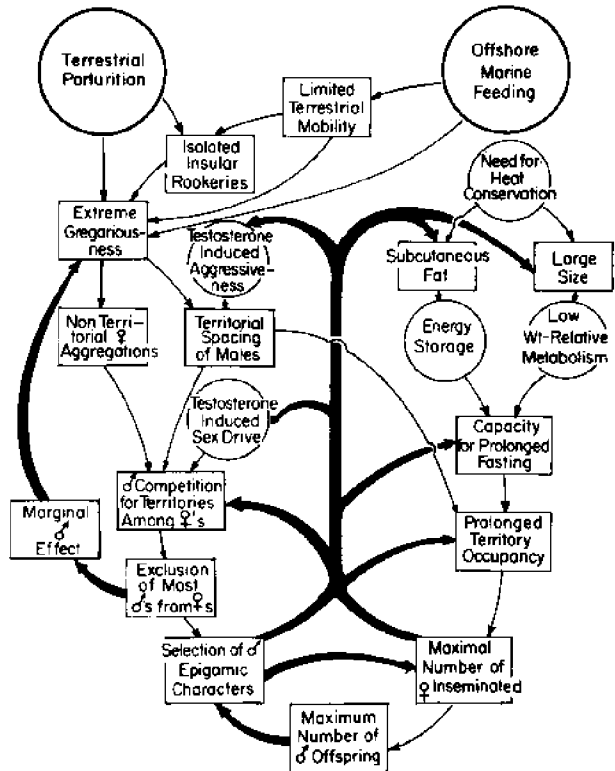 Terrestrial
Parturition
Offshore
Marine
Feeding
Limited
Terrestrial
Mobility
Isolated
Insular
Rookeries
Need for
Heat
Conservation
Extreme
Gregarious-
ness
Testosterone
Induced
Aggressive-
ness
Subcutaneous
Fat
Large
Size
Non Terri-
torial ♀
Aggregations
Territorial
Spacing
of Males
Energy
Storage
Low
Wt-Relative
Metabolism
Testosterone
Induced
Sex Drive
Capacity
for Prolonged
Fasting
♂ Competition
for Territories
Among ♀'s
Marginal
♂
Effect
Prolonged
Territory
Occupancy
Exclusion
of Most
♂s from ♀s
Selection of ♂
Epigamic
Characters
Maximal
Number of
♀ Inseminated
Maximum
Number of
♂ Offspring